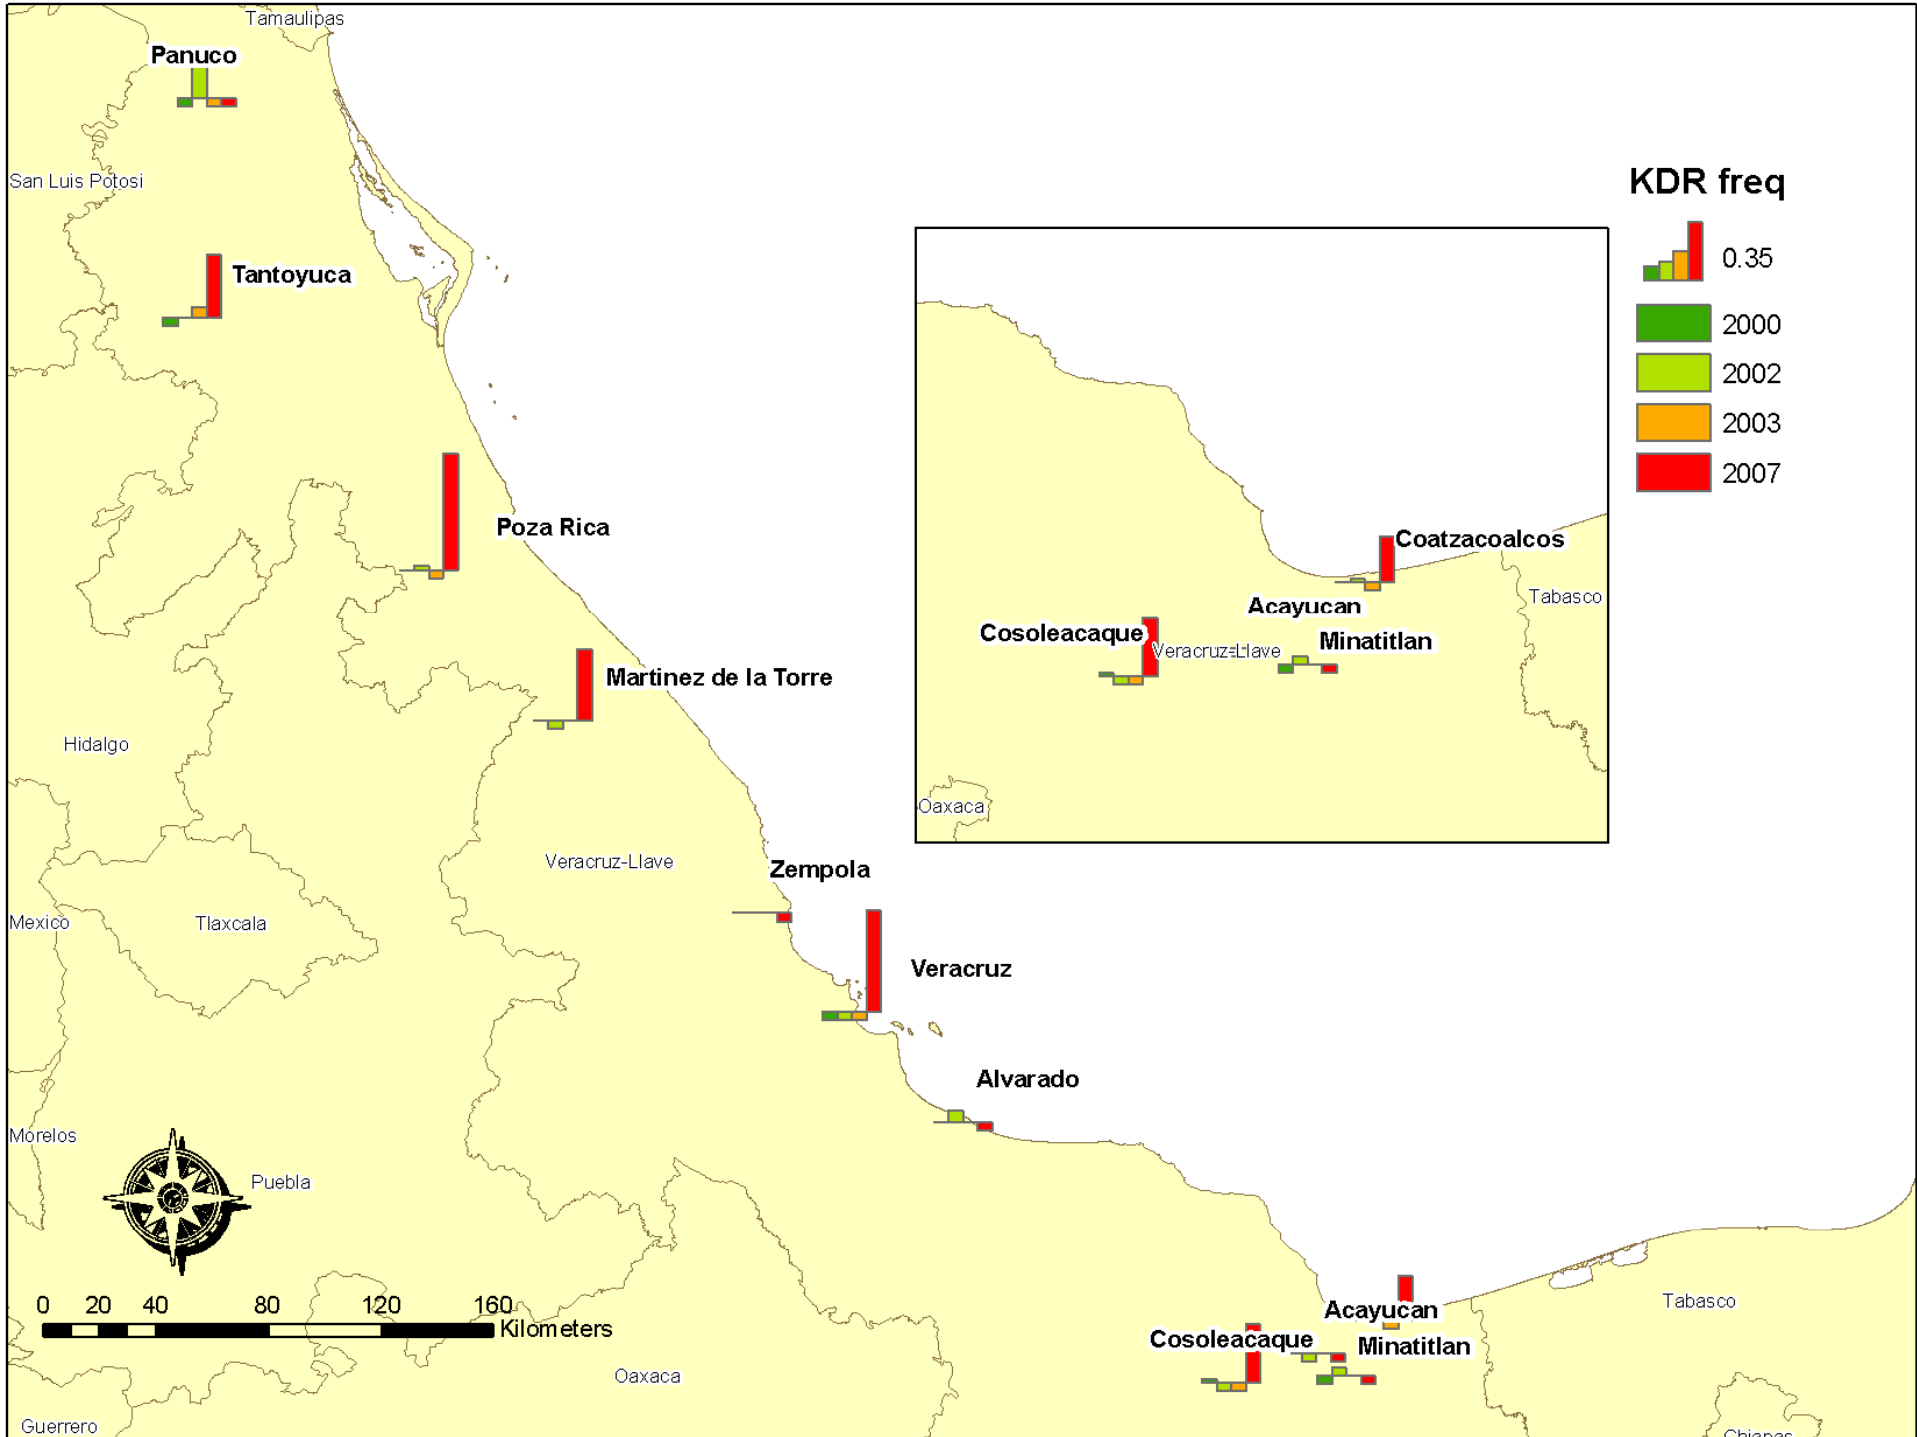 Tamaulipas
Panuco
San Luis Potosi
KDR freq
0.35
2000
2002
2003
2007
Tantoyuca
Poza Rica
Coatzacoalcos
Acayucan
Tabasco
Cosoleacaque
Minatitlan
Veracruz-Llave
Oaxaca
Martinez de la Torre
Hidalgo
Veracruz-Llave
Zempola
Mexico
Tlaxcala
Veracruz
Alvarado
Morelos
Puebla
0 20 40 80 120 160
Kilometers
Tabasco
Acayucan
Cosoleacaque
Minatitlan
Oaxaca
Guerrero
Chiapas